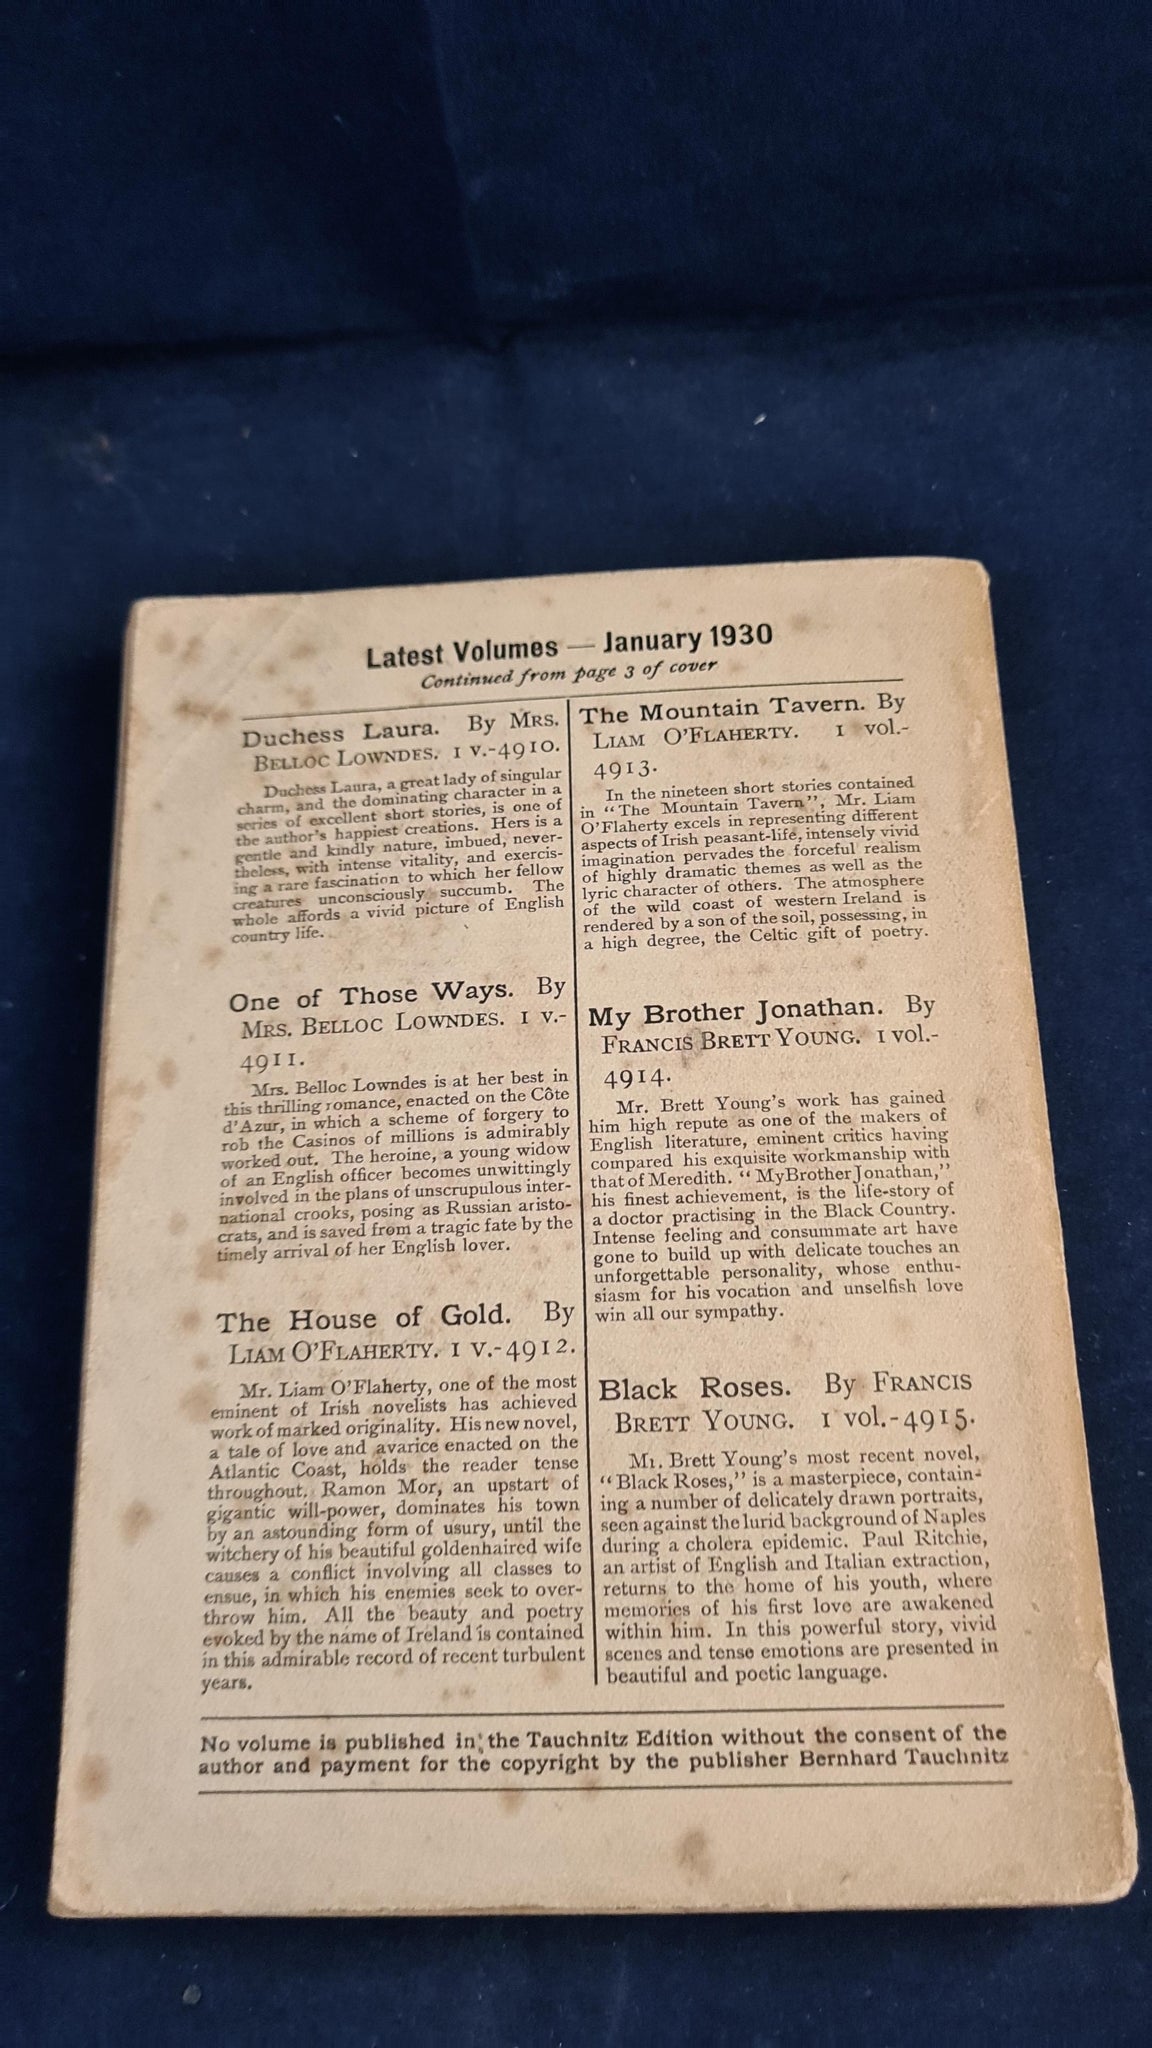 Latest Volumes — January 1930
Continued from page 3 of cover
Duchess Laura. By MRS.
BELLOC LOWNDES. 1 V.-4910.
Duchess Laura, a great lady of singular
charm, and the dominating character in a
series of excellent short stories, is one of
the author's happiest creations. Hers is a
gentle and kindly nature, imbued, never-
theless, with intense vitality, and exercis-
ing a rare fascination to which her fellow
creatures unconsciously succumb. The
whole affords a vivid picture of English
country life.
One of Those Ways. By
MRS. BELLOC LOWNDES. 1 V.-
4911.
Mrs. Belloc Lowndes is at her best in
this thrilling romance, enacted on the Côte
d'Azur, in which a scheme of forgery to
rob the Casinos of millions is admirably
worked out. The heroine, a young widow
of an English officer becomes unwittingly
involved in the plans of unscrupulous inter-
national crooks, posing as Russian aristo-
crats, and is saved from a tragic fate by the
timely arrival of her English lover.
The House of Gold. By
LIAM O'FLAHERTY. 1 V.-4912.
Mr. Liam O'Flaherty, one of the most
eminent of Irish novelists has achieved
work of marked originality. His new novel,
a tale of love and avarice enacted on the
Atlantic Coast, holds the reader tense
throughout. Ramon Mor, an upstart of
gigantic will-power, dominates his town
by an astounding form of usury, until the
witchery of his beautiful goldenhaired wife
causes a conflict involving all classes to
ensue, in which his enemies seek to over-
throw him. All the beauty and poetry
evoked by the name of Ireland is contained
in this admirable record of recent turbulent
years.
The Mountain Tavern. By
LIAM O'FLAHERTY. 1 vol.-
4913.
In the nineteen short stories contained
in "The Mountain Tavern", Mr. Liam
O'Flaherty excels in representing different
aspects of Irish peasant-life, intensely vivid
imagination pervades the forceful realism
of highly dramatic themes as well as the
lyric character of others. The atmosphere
of the wild coast of western Ireland is
rendered by a son of the soil, possessing, in
a high degree, the Celtic gift of poetry.
My Brother Jonathan. By
FRANCIS BRETT YOUNG. 1 vol.-
4914.
Mr. Brett Young's work has gained
him high repute as one of the makers of
English literature, eminent critics having
compared his exquisite workmanship with
that of Meredith. "My Brother Jonathan,"
his finest achievement, is the life-story of
a doctor practising in the Black Country.
Intense feeling and consummate art have
gone to build up with delicate touches an
unforgettable personality, whose enthu-
siasm for his vocation and unselfish love
win all our sympathy.
Black Roses. By FRANCIS
BRETT YOUNG. 1 vol.-4915.
Mr. Brett Young's most recent novel,
"Black Roses," is a masterpiece, contain-
ing a number of delicately drawn portraits,
seen against the lurid background of Naples
during a cholera epidemic. Paul Ritchie,
an artist of English and Italian extraction,
returns to the home of his youth, where
memories of his first love are awakened
within him. In this powerful story, vivid
scenes and tense emotions are presented in
beautiful and poetic language.
No volume is published in the Tauchnitz Edition without the consent of the
author and payment for the copyright by the publisher Bernhard Tauchnitz